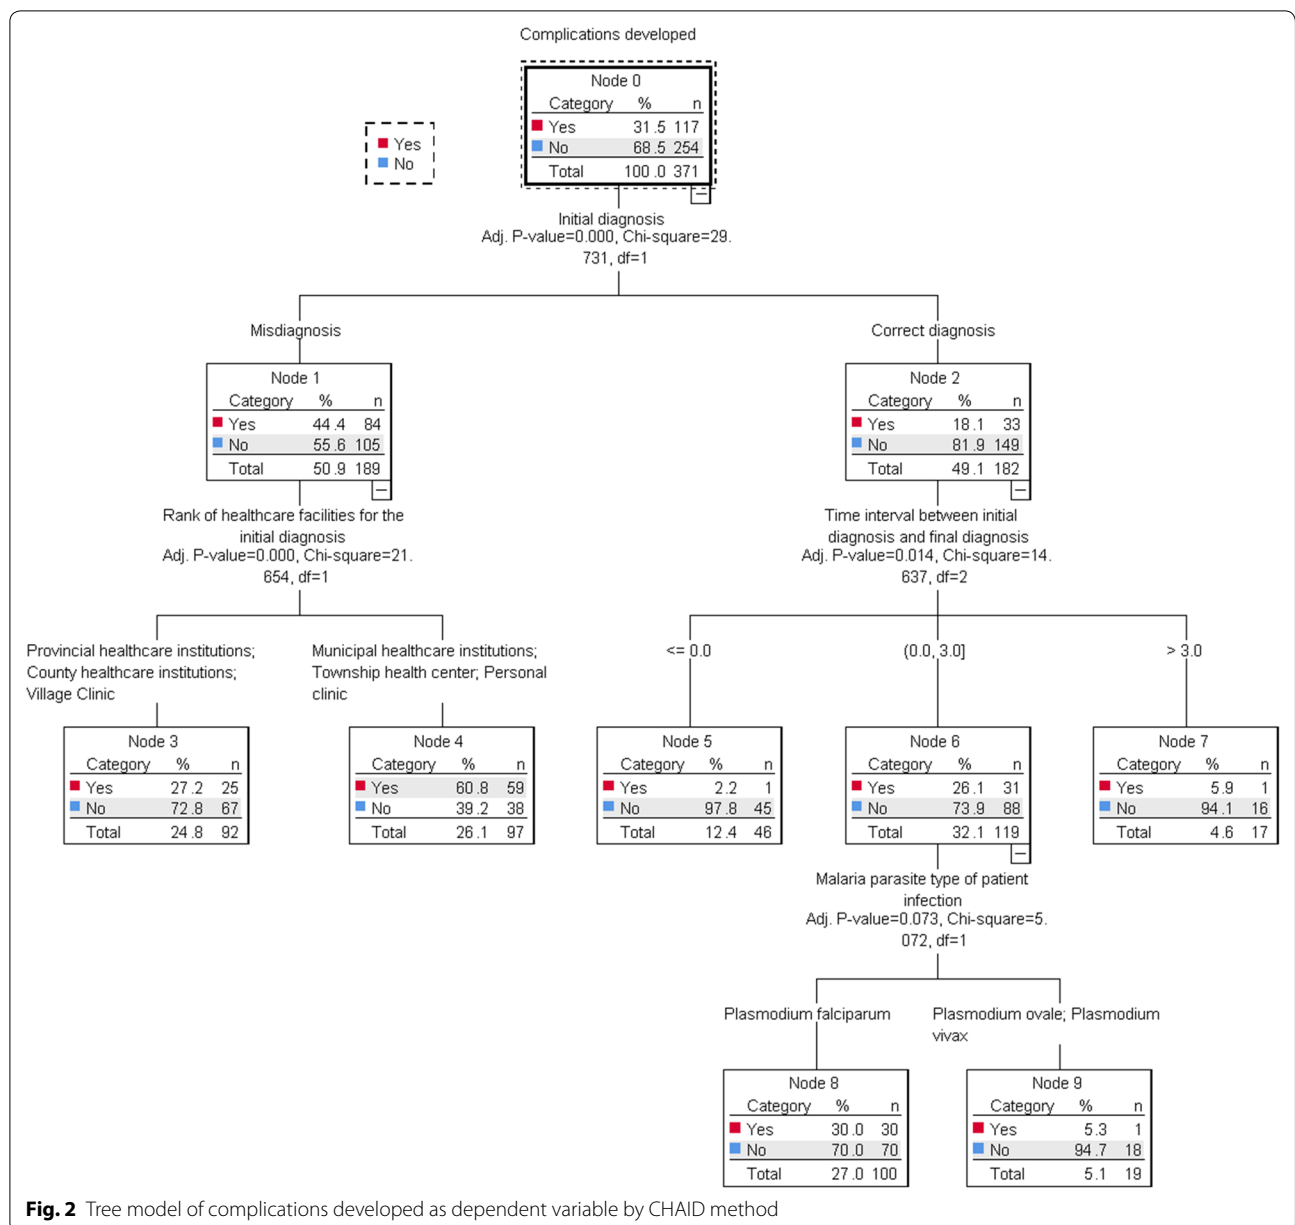 Complications developed
Node 0
Category % n
Yes 31.5 117
No 68.5 254
Total 100.0 371
Yes
No
Initial diagnosis
Adj. P-value=0.000, Chi-square=29.
731, df=1
Misdiagnosis
Correct diagnosis
Node 1
Category % n
Yes 44.4 84
No 55.6 105
Total 50.9 189
Node 2
Category % n
Yes 18.1 33
No 81.9 149
Total 49.1 182
Rank of healthcare facilities for the
initial diagnosis
Adj. P-value=0.000, Chi-square=21.
654, df=1
Time interval between initial
diagnosis and final diagnosis
Adj. P-value=0.014, Chi-square=14.
637, df=2
Provincial healthcare institutions;
County healthcare institutions;
Village Clinic
Municipal healthcare institutions;
Township health center; Personal
clinic
<= 0.0
(0.0, 3.0]
> 3.0
Node 3
Category % n
Yes 27.2 25
No 72.8 67
Total 24.8 92
Node 4
Category % n
Yes 60.8 59
No 39.2 38
Total 26.1 97
Node 5
Category % n
Yes 2.2 1
No 97.8 45
Total 12.4 46
Node 6
Category % n
Yes 26.1 31
No 73.9 88
Total 32.1 119
Node 7
Category % n
Yes 5.9 1
No 94.1 16
Total 4.6 17
Malaria parasite type of patient
infection
Adj. P-value=0.073, Chi-square=5.
072, df=1
Plasmodium falciparum
Plasmodium ovale; Plasmodium
vivax
Node 8
Category % n
Yes 30.0 30
No 70.0 70
Total 27.0 100
Node 9
Category % n
Yes 5.3 1
No 94.7 18
Total 5.1 19
Fig. 2 Tree model of complications developed as dependent variable by CHAID method